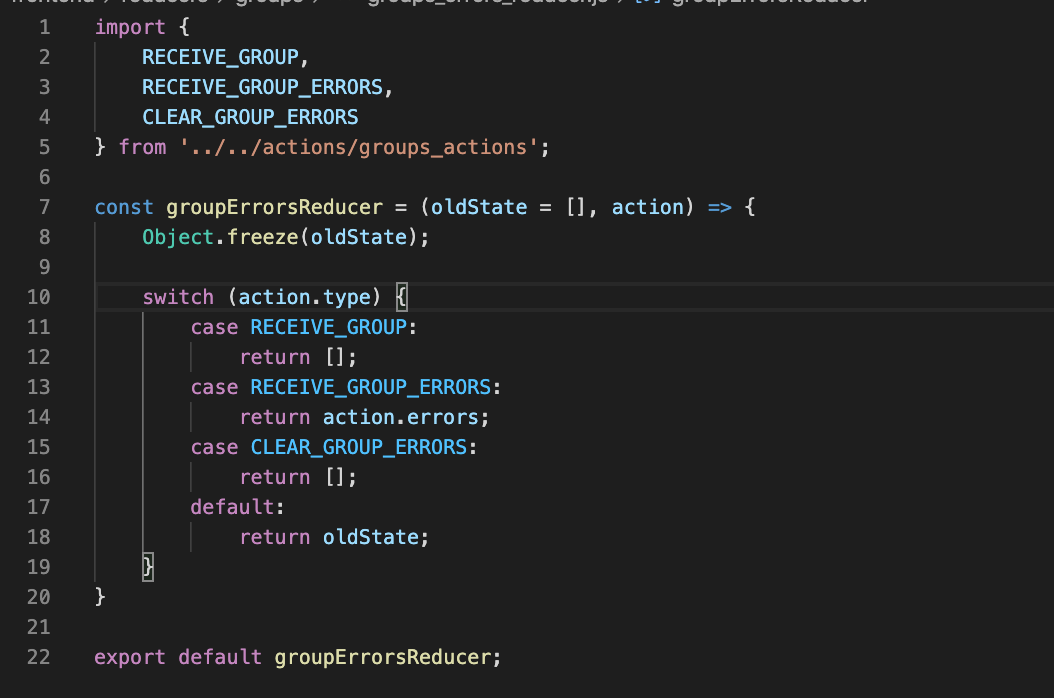 frontend > reducers > groups > groups_errors_reducer.js > groupErrorsReducer
1 import {
2 RECEIVE_GROUP,
3 RECEIVE_GROUP_ERRORS,
4 CLEAR_GROUP_ERRORS
5 } from '../../actions/groups_actions';
6
7 const groupErrorsReducer = (oldState = [], action) => {
8 Object.freeze(oldState);
9
10 switch (action.type) {
11 case RECEIVE_GROUP:
12 return [];
13 case RECEIVE_GROUP_ERRORS:
14 return action.errors;
15 case CLEAR_GROUP_ERRORS:
16 return [];
17 default:
18 return oldState;
19 }
20 }
21
22 export default groupErrorsReducer;